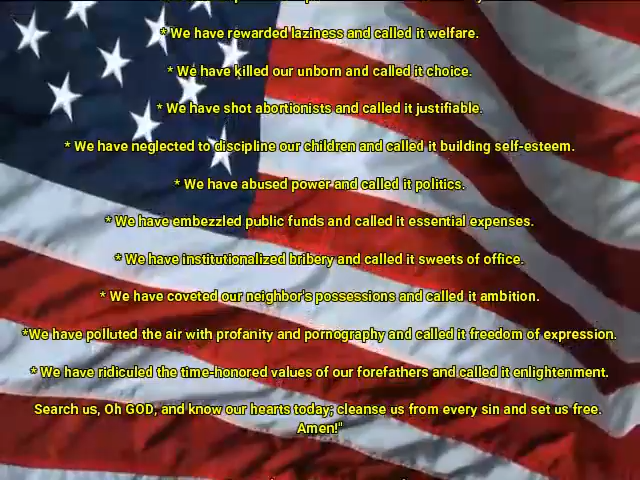 * We have rewarded laziness and called it welfare.
* We have killed our unborn and called it choice.
* We have shot abortionists and called it justifiable.
* We have neglected to discipline our children and called it building self-esteem.
* We have abused power and called it politics.
* We have embezzled public funds and called it essential expenses.
* We have institutionalized bribery and called it sweets of office.
* We have coveted our neighbor's possessions and called it ambition.
*We have polluted the air with profanity and pornography and called it freedom of expression.
* We have ridiculed the time-honored values of our forefathers and called it enlightenment.
Search us, Oh GOD, and know our hearts today; cleanse us from every sin and set us free.
Amen!"